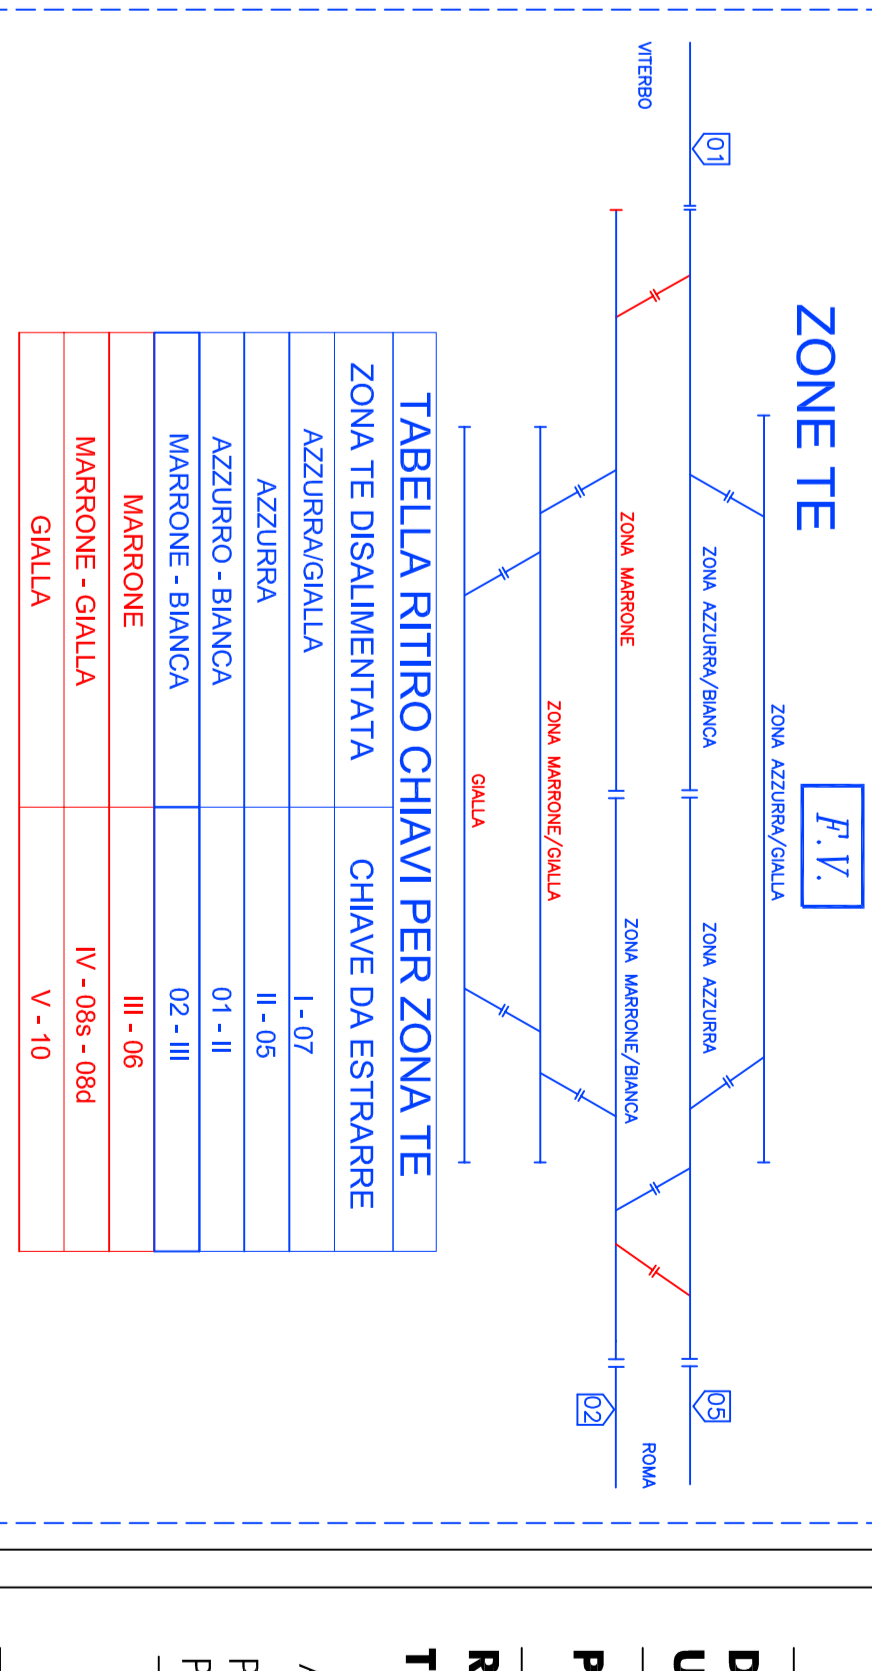 ZONE TE
F.V.
ZONA AZZURRA/GIALLA
01
ZONA AZZURRA/BIANCA
ZONA AZZURRA
05
VITERBO
ROMA
ZONA MARRONE
ZONA MARRONE/BIANCA
02
ZONA MARRONE/GIALLA
GIALLA
TABELLA RITIRO CHIAVI PER ZONA TE
ZONA TE DISALIMENTATA CHIAVE DA ESTRARRE
AZZURRA/GIALLA I - 07
AZZURRA II - 05
AZZURRO - BIANCA 01 - II
MARRONE - BIANCA 02 - III
MARRONE III - 06
MARRONE - GIALLA IV - 08s - 08d
GIALLA V - 10
D
U
P
R
T
P
P